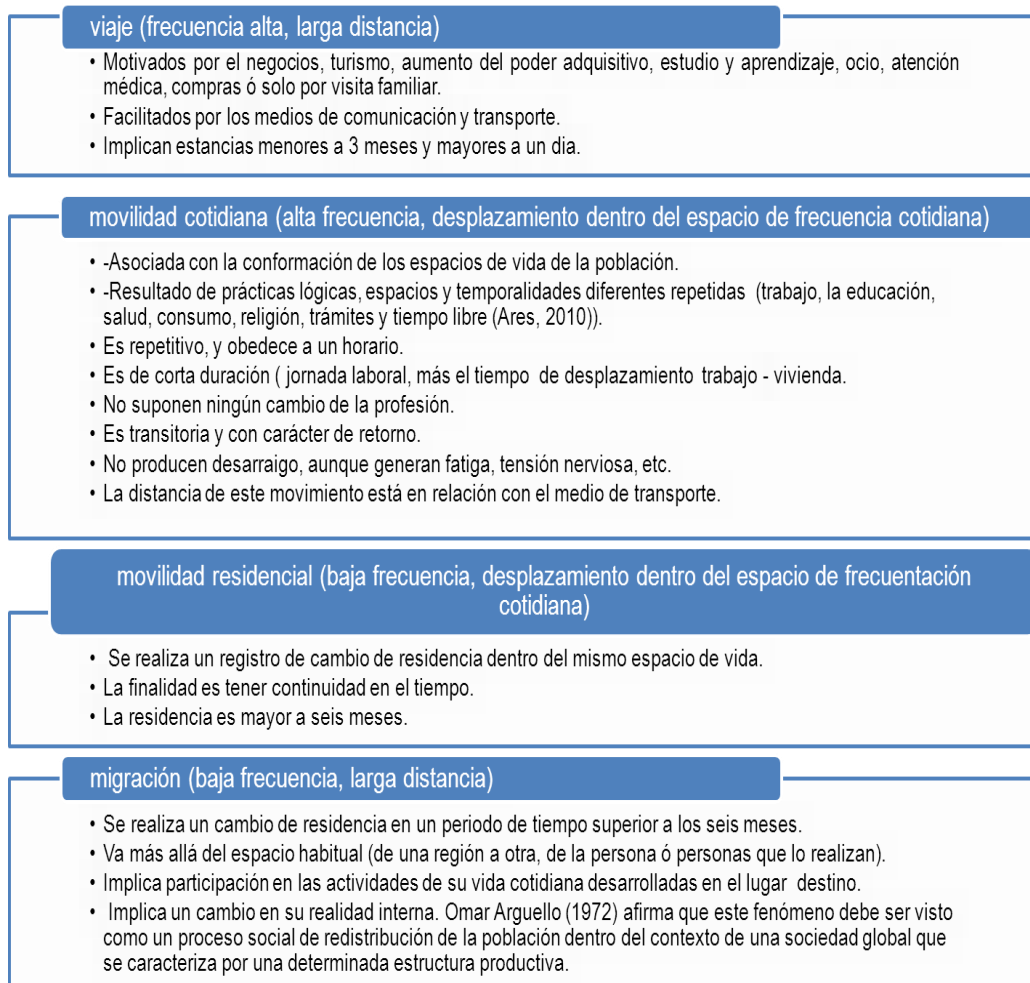 viaje (frecuencia alta, larga distancia)
• Motivados por el negocios, turismo, aumento del poder adquisitivo, estudio y aprendizaje, ocio, atención
médica, compras ó solo por visita familiar.
• Facilitados por los medios de comunicación y transporte.
• Implican estancias menores a 3 meses y mayores a un dia.
movilidad cotidiana (alta frecuencia, desplazamiento dentro del espacio de frecuencia cotidiana)
• -Asociada con la conformación de los espacios de vida de la población.
• -Resultado de prácticas lógicas, espacios y temporalidades diferentes repetidas (trabajo, la educación,
salud, consumo, religión, trámites y tiempo libre (Ares, 2010)).
• Es repetitivo, y obedece a un horario.
• Es de corta duración ( jornada laboral, más el tiempo de desplazamiento trabajo - vivienda.
• No suponen ningún cambio de la profesión.
• Es transitoria y con carácter de retorno.
• No producen desarraigo, aunque generan fatiga, tensión nerviosa, etc.
• La distancia de este movimiento está en relación con el medio de transporte.
movilidad residencial (baja frecuencia, desplazamiento dentro del espacio de frecuentación
cotidiana)
• Se realiza un registro de cambio de residencia dentro del mismo espacio de vida.
• La finalidad es tener continuidad en el tiempo.
• La residencia es mayor a seis meses.
migración (baja frecuencia, larga distancia)
• Se realiza un cambio de residencia en un periodo de tiempo superior a los seis meses.
• Va más allá del espacio habitual (de una región a otra, de la persona ó personas que lo realizan).
• Implica participación en las actividades de su vida cotidiana desarrolladas en el lugar destino.
• Implica un cambio en su realidad interna. Omar Arguello (1972) afirma que este fenómeno debe ser visto
como un proceso social de redistribución de la población dentro del contexto de una sociedad global que
se caracteriza por una determinada estructura productiva.